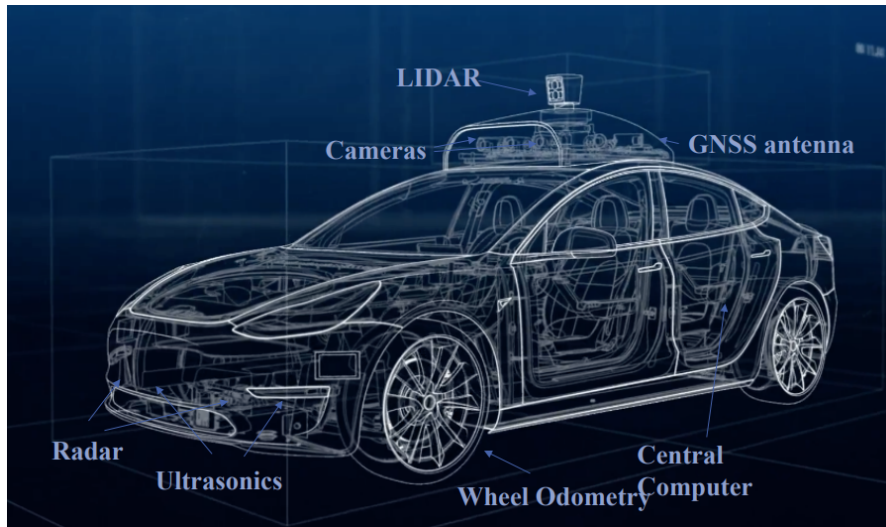 LIDAR
Cameras
GNSS antenna
Radar
Ultrasonics
Wheel Odometry
Central
Computer